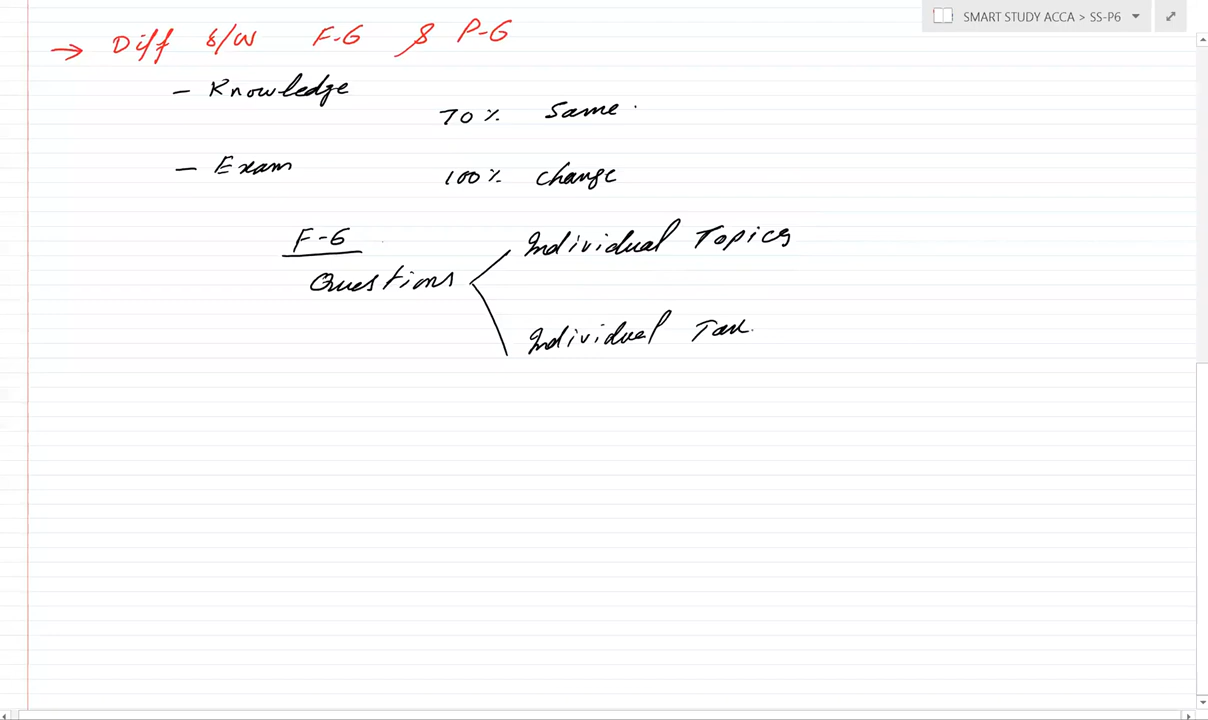 SMART STUDY ACCA > SS-P6
→ Diff B/W F-6 & P-6
- Knowledge 70% Same
- Exam 100% change
F-6
Questions
Individual Topics
Individual Tax